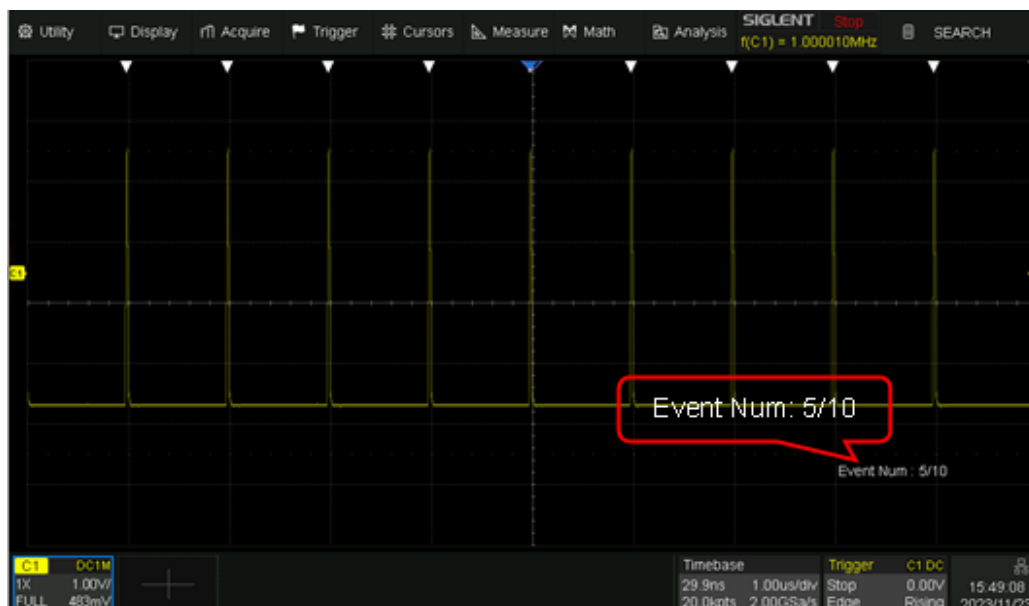 Utility Display Acquire Trigger Cursors Measure Math Analysis SIGLENT Stop SEARCH
f(C1) = 1.000010MHz
C1
Event Num: 5/10
Event Num : 5/10
C1 DC1M
1X 1.00V/
FULL 483mV
Timebase
29.9ns 1.00us/div
20.0kpts 2.00GSa/s
Trigger C1 DC
Stop 0.00V
Edge Rising
15:49:08